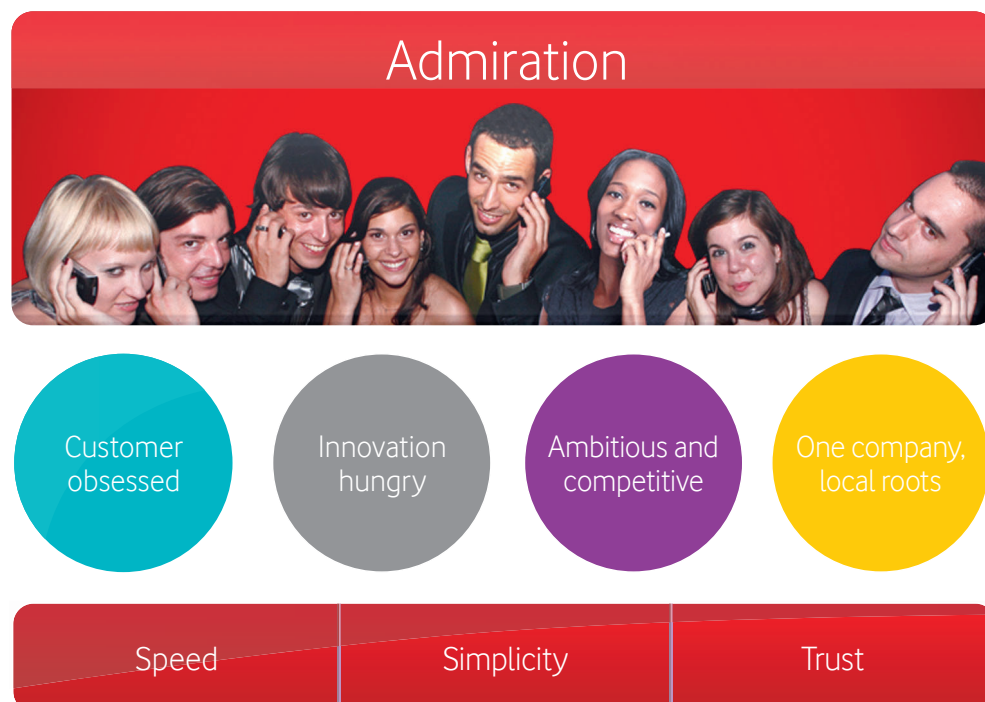 Admiration
Customer
obsessed
Innovation
hungry
Ambitious and
competitive
One company,
local roots
Speed
Simplicity
Trust